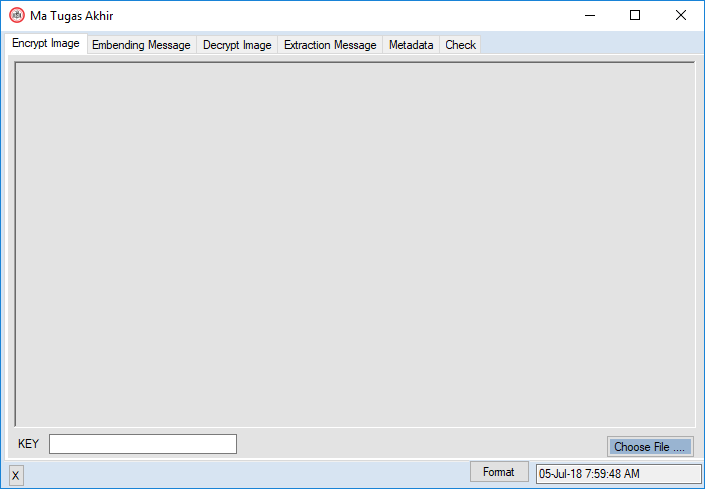 Ma Tugas Akhir
Encrypt Image Embending Message Decrypt Image Extraction Message Metadata Check
KEY
Choose File ....
X Format 05-Jul-18 7:59:48 AM